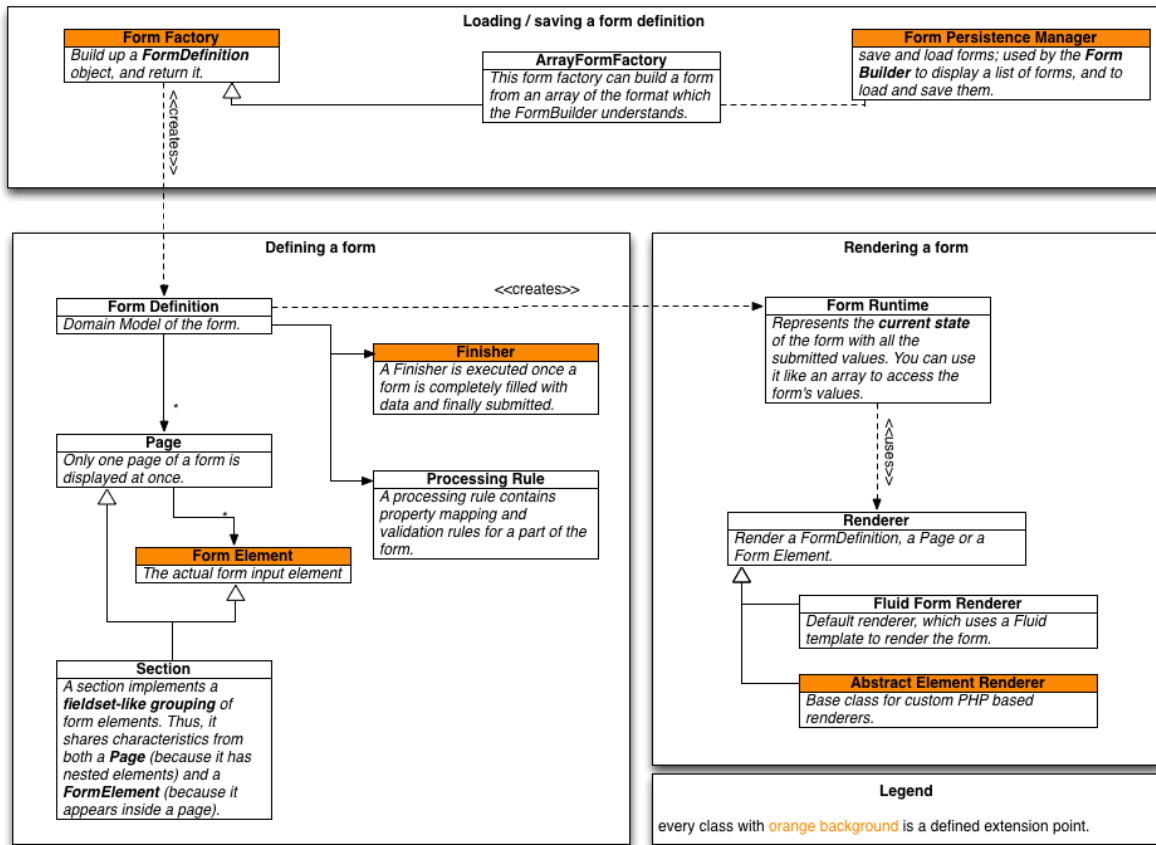 Loading / saving a form definition
Form Factory
Build up a FormDefinition
object, and return it.
ArrayFormFactory
This form factory can build a form
from an array of the format which
the FormBuilder understands.
Form Persistence Manager
save and load forms; used by the Form
Builder to display a list of forms, and to
load and save them.
<<creates>>
Defining a form
Form Definition
Domain Model of the form.
<<creates>>
Finisher
A Finisher is executed once a
form is completely filled with
data and finally submitted.
*
Page
Only one page of a form is
displayed at once.
Processing Rule
A processing rule contains
property mapping and
validation rules for a part of the
form.
*
Form Element
The actual form input element
Section
A section implements a
fieldset-like grouping of
form elements. Thus, it
shares characteristics from
both a Page (because it has
nested elements) and a
FormElement (because it
appears inside a page).
Rendering a form
Form Runtime
Represents the current state
of the form with all the
submitted values. You can use
it like an array to access the
form's values.
<<uses>>
Renderer
Render a FormDefinition, a Page or a
Form Element.
Fluid Form Renderer
Default renderer, which uses a Fluid
template to render the form.
Abstract Element Renderer
Base class for custom PHP based
renderers.
Legend
every class with orange background is a defined extension point.